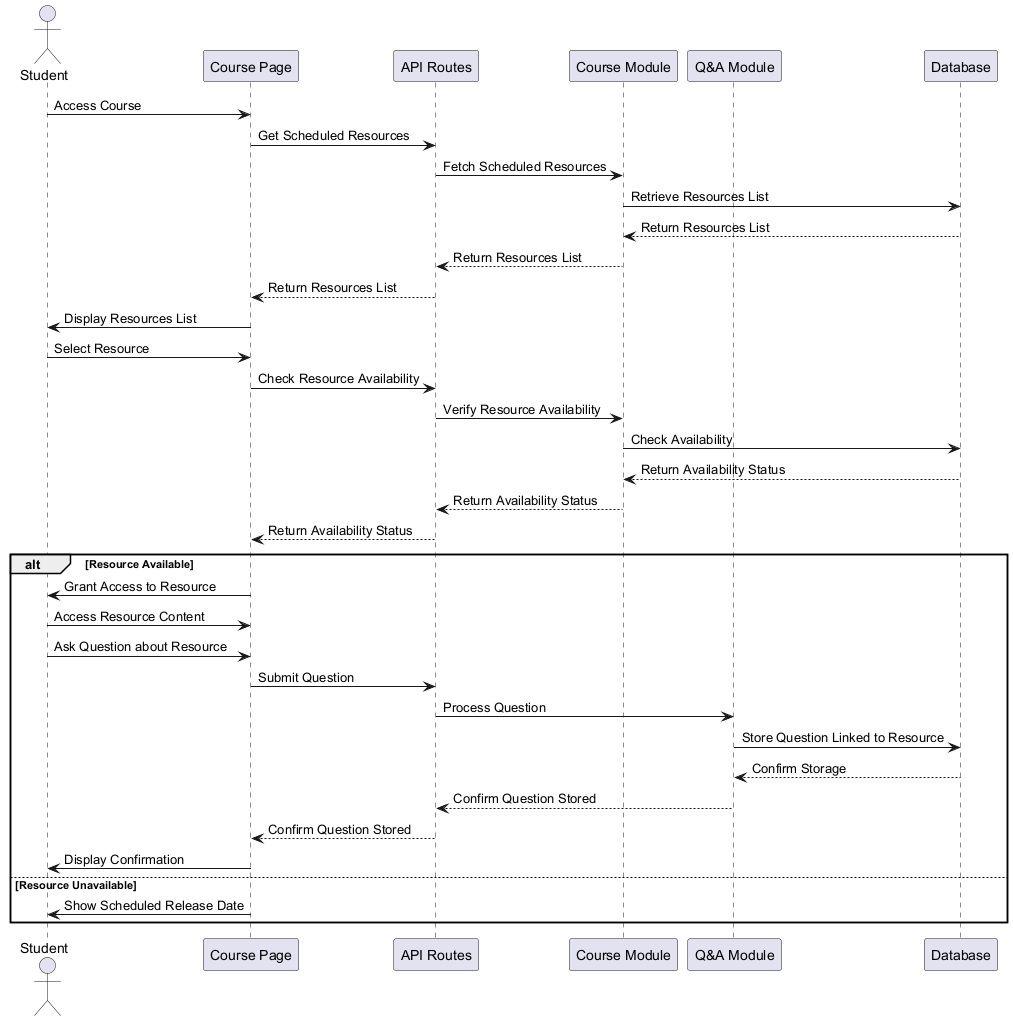 Student
Course Page
API Routes
Course Module
Q&A Module
Database
Access Course
Get Scheduled Resources
Fetch Scheduled Resources
Retrieve Resources List
Return Resources List
Return Resources List
Return Resources List
Display Resources List
Select Resource
Check Resource Availability
Verify Resource Availability
Check Availability
Return Availability Status
Return Availability Status
Return Availability Status
alt
[Resource Available]
Grant Access to Resource
Access Resource Content
Ask Question about Resource
Submit Question
Process Question
Store Question Linked to Resource
Confirm Storage
Confirm Question Stored
Confirm Question Stored
Display Confirmation
[Resource Unavailable]
Show Scheduled Release Date
Student
Course Page
API Routes
Course Module
Q&A Module
Database